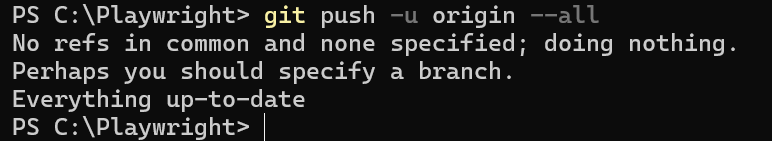 PS C:\Playwright> git push -u origin --all
No refs in common and none specified; doing nothing.
Perhaps you should specify a branch.
Everything up-to-date
PS C:\Playwright>